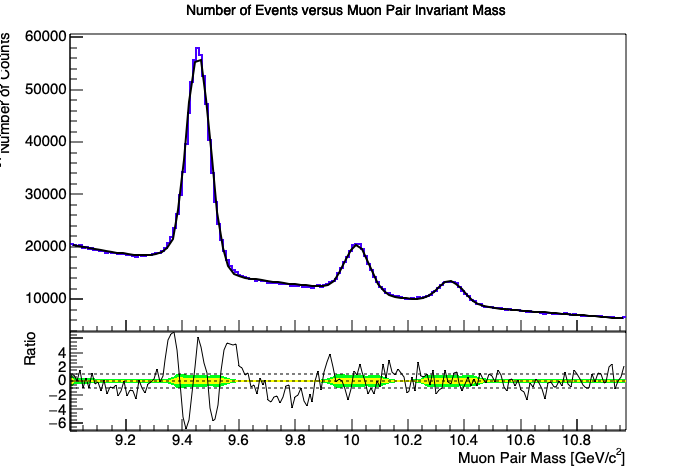 Number of Events versus Muon Pair Invariant Mass
Number of Counts
60000
50000
40000
30000
20000
10000
Ratio
4
2
0
−2
−4
−6
9.2 9.4 9.6 9.8 10 10.2 10.4 10.6 10.8
Muon Pair Mass [GeV/c²]